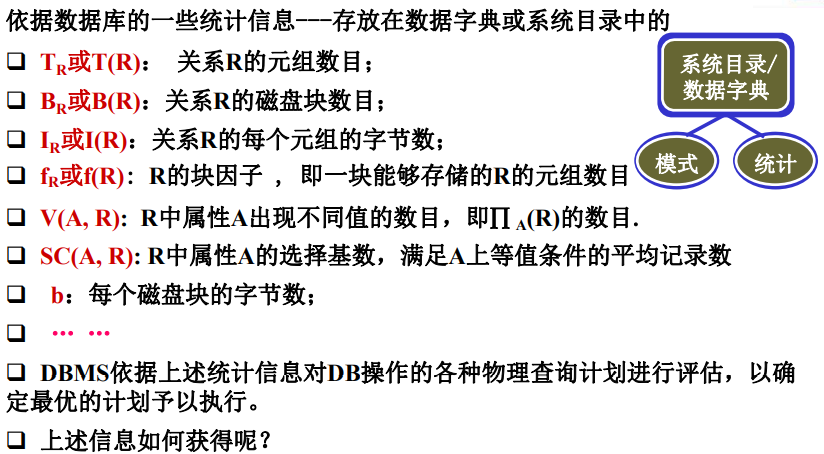 依据数据库的一些统计信息---存放在数据字典或系统目录中的
❑ TR或T(R)： 关系R的元组数目；
❑ BR或B(R)：关系R的磁盘块数目；
❑ IR或I(R)：关系R的每个元组的字节数；
❑ fR或f(R)：R的块因子 ， 即一块能够存储的R的元组数目
❑ V(A, R): R中属性A出现不同值的数目，即∏ A(R)的数目.
❑ SC(A, R): R中属性A的选择基数，满足A上等值条件的平均记录数
❑ b：每个磁盘块的字节数；
❑ … …
❑ DBMS依据上述统计信息对DB操作的各种物理查询计划进行评估，以确
定最优的计划予以执行。
❑ 上述信息如何获得呢？
系统目录/
数据字典
模式
统计